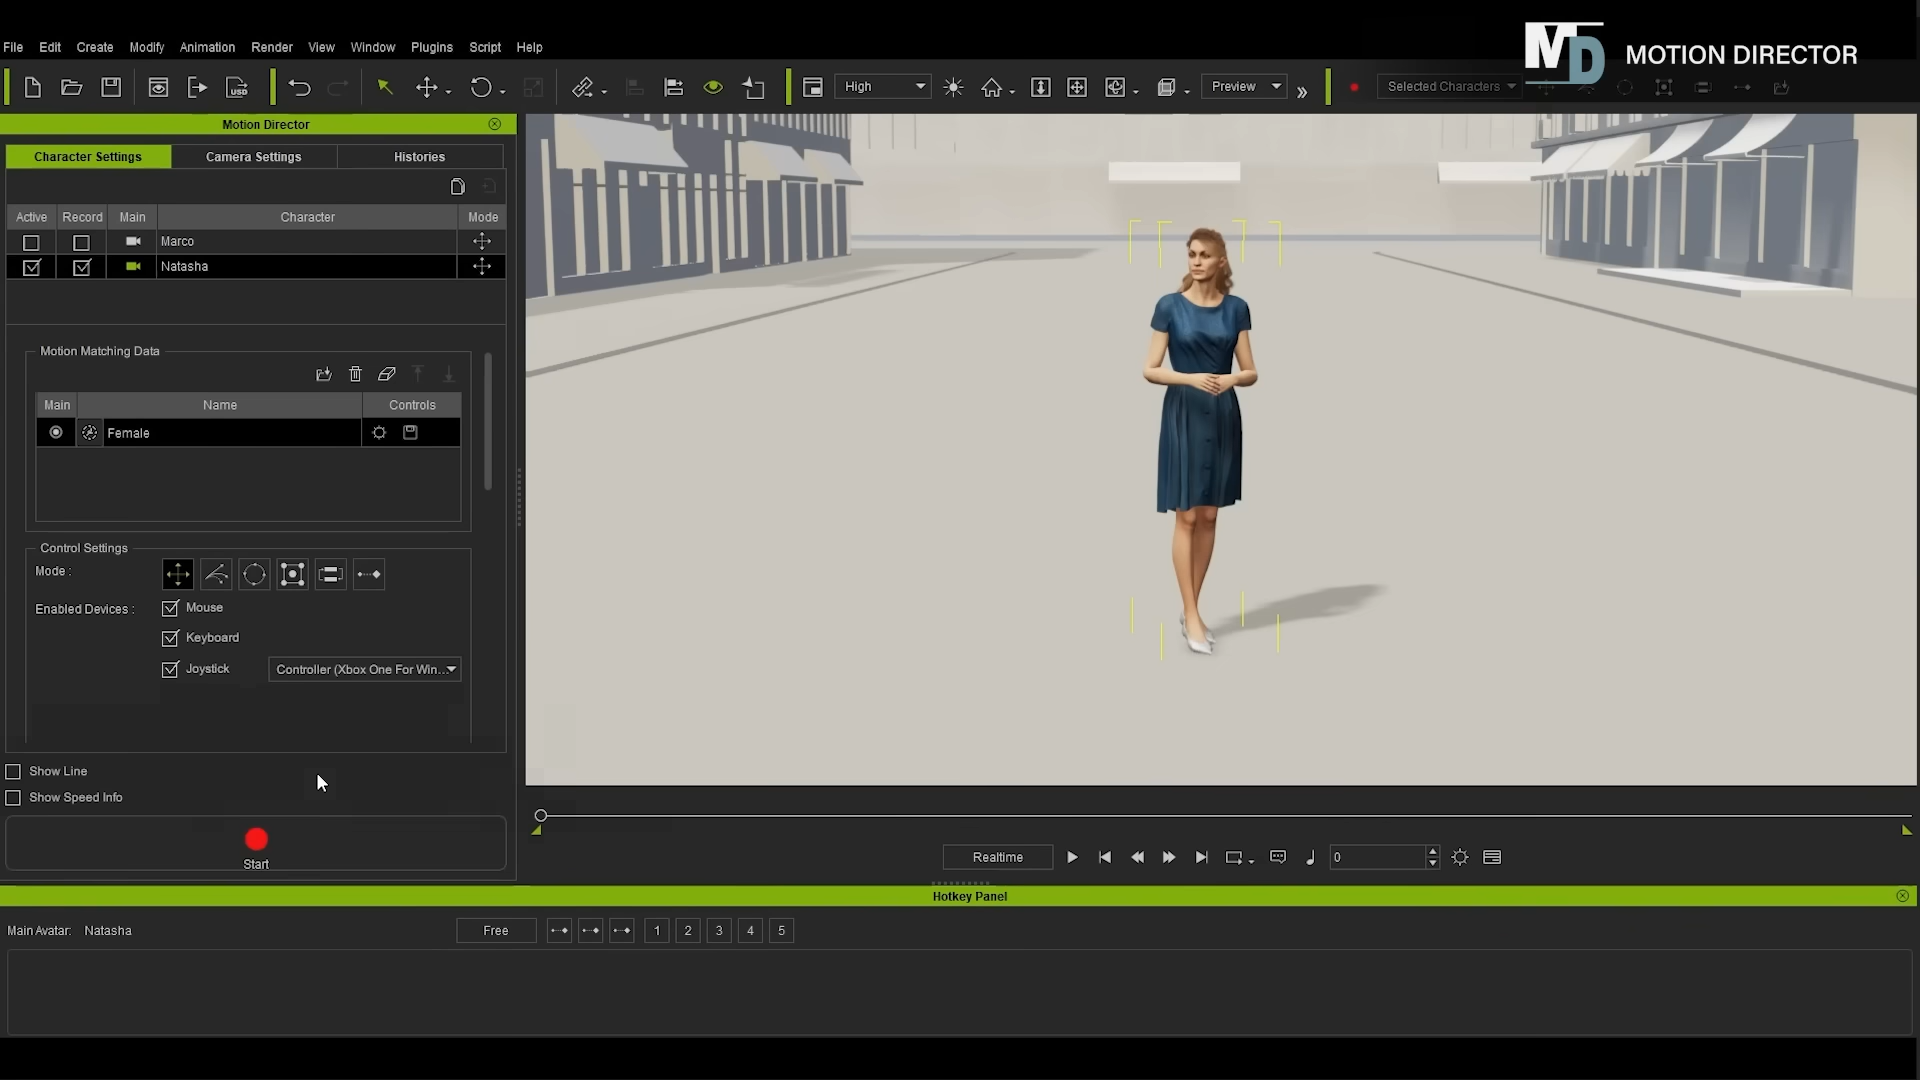 MD MOTION DIRECTOR
File Edit Create Modify Animation Render View Window Plugins Script Help
USD High Preview Selected Characters
Motion Director
Character Settings Camera Settings Histories
Active Record Main Character Mode
Marco
Natasha
Motion Matching Data
Main Name Controls
Female
Control Settings
Mode :
Enabled Devices : Mouse
Keyboard
Joystick Controller (Xbox One For Win...
Show Line
Show Speed Info
Start
Realtime 0
Hotkey Panel
Main Avatar: Natasha Free 1 2 3 4 5